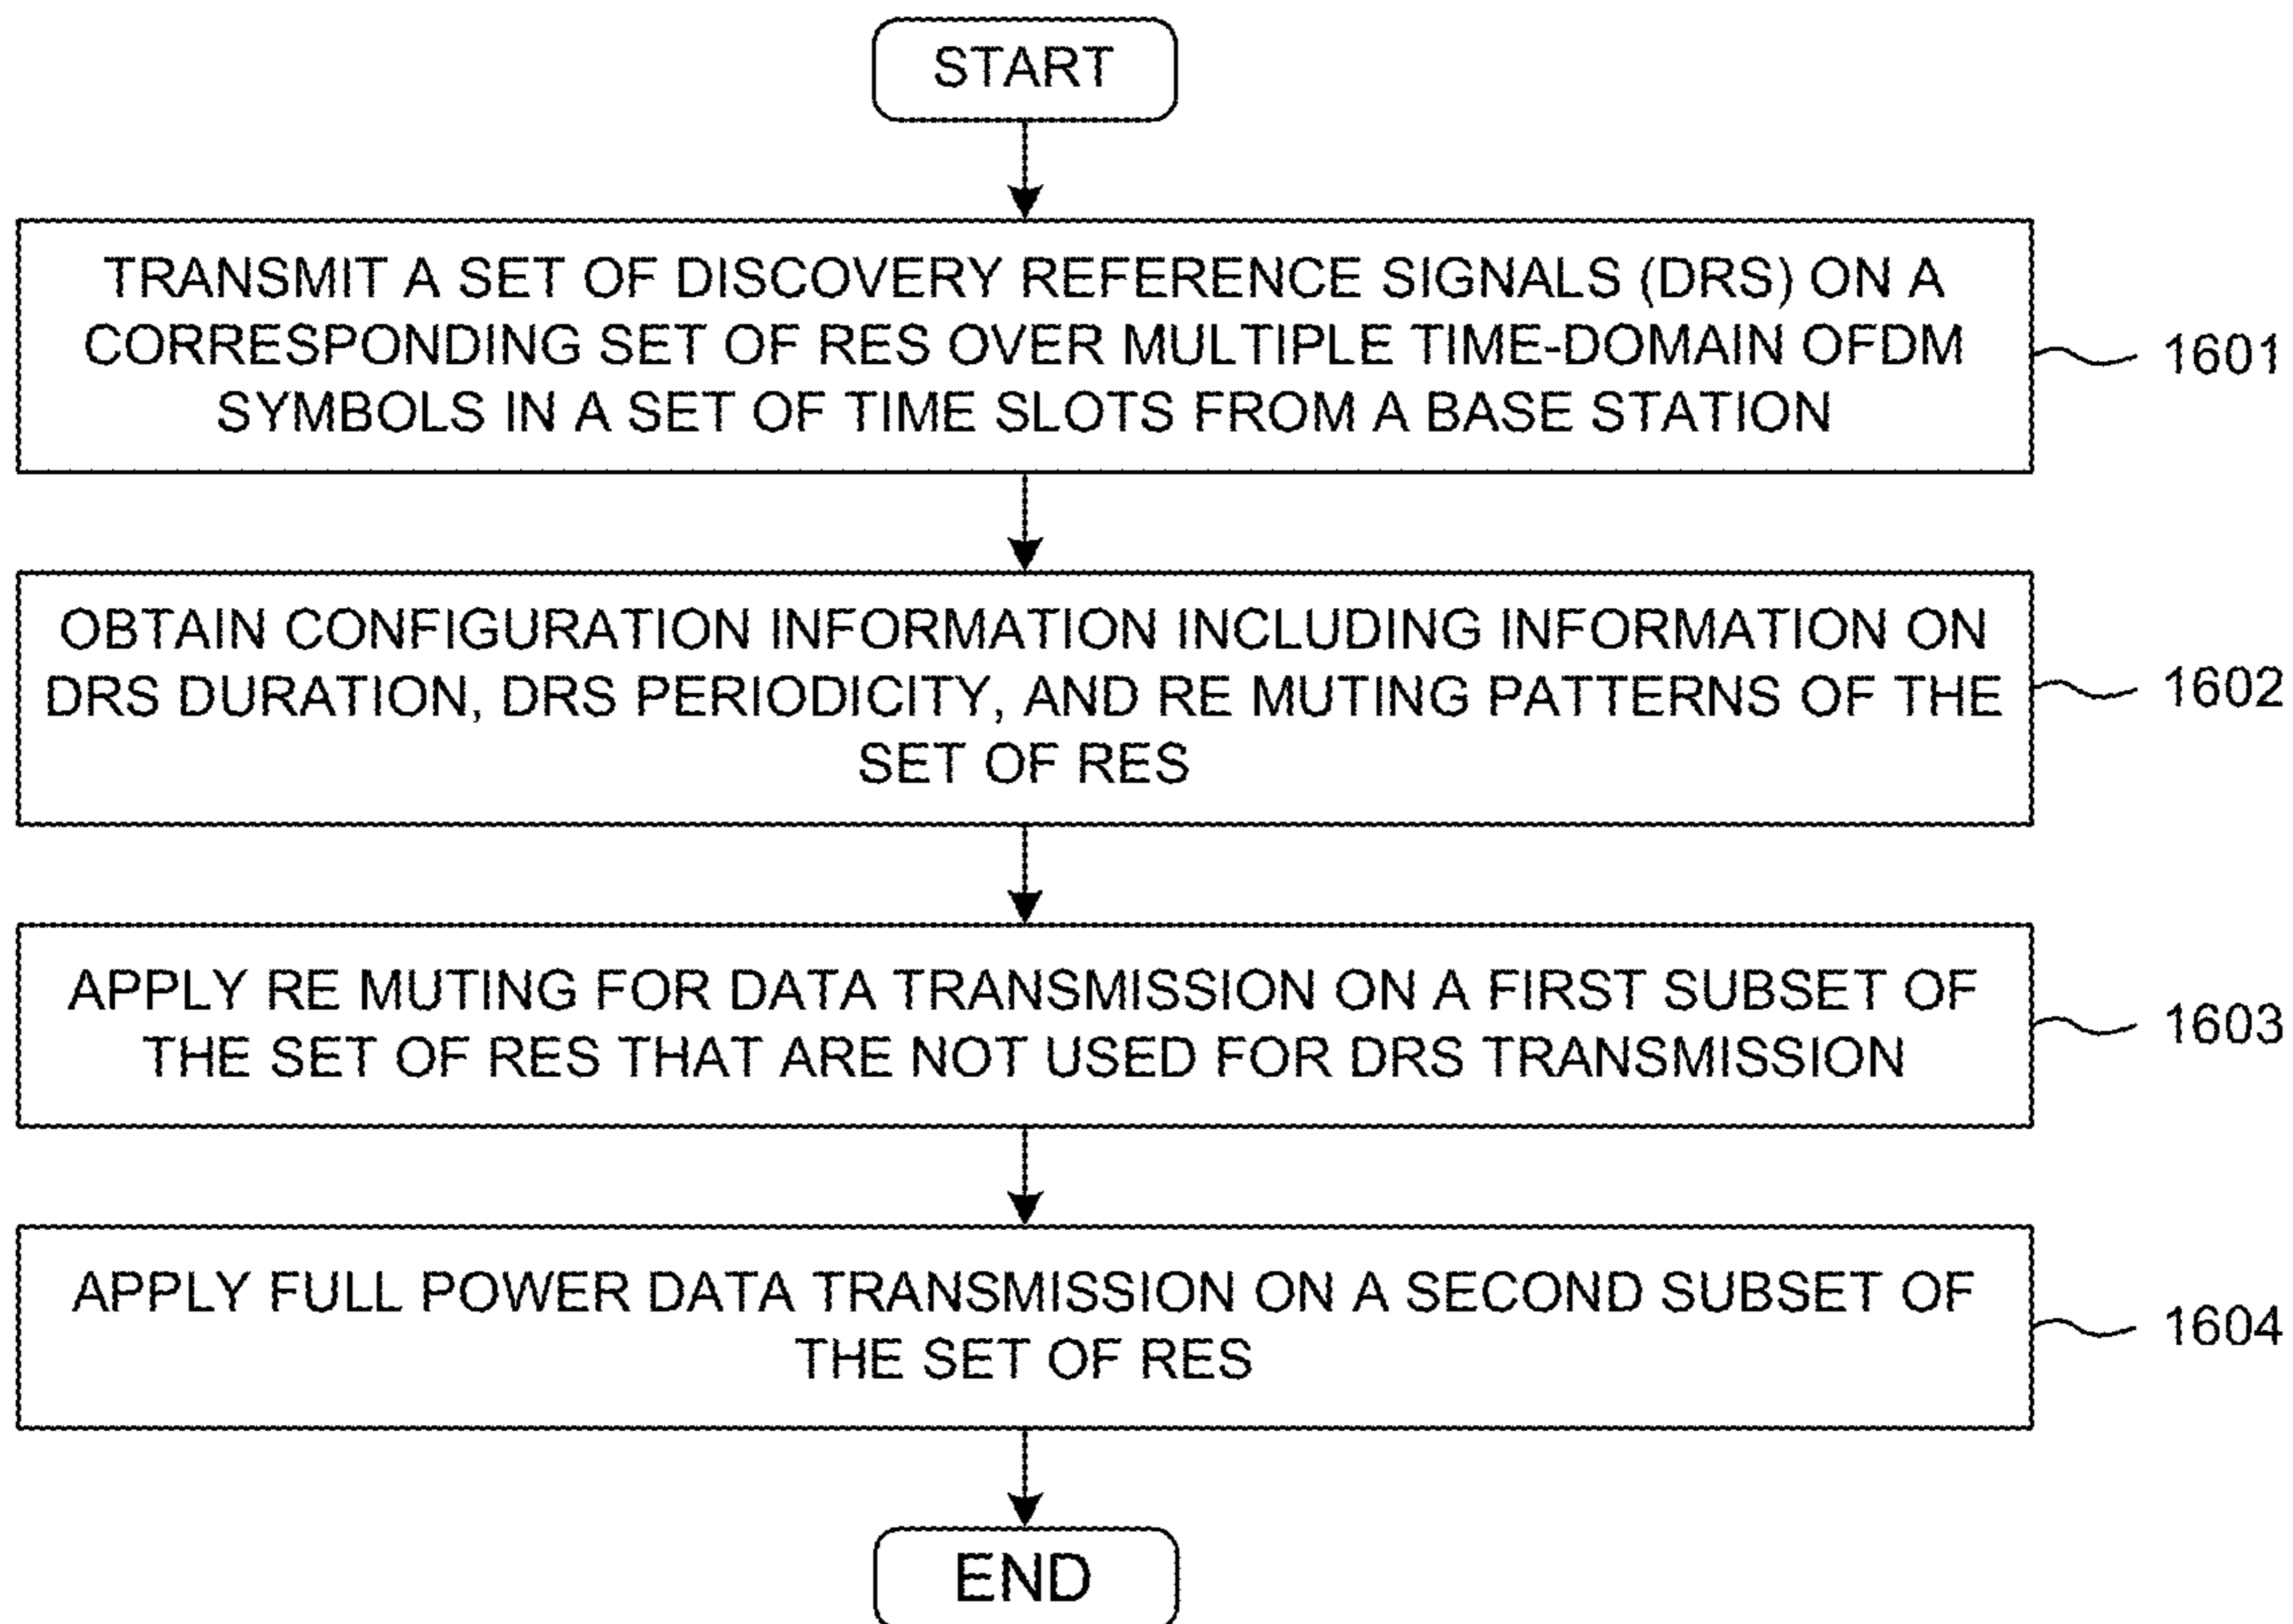 START
TRANSMIT A SET OF DISCOVERY REFERENCE SIGNALS (DRS) ON A
CORRESPONDING SET OF RES OVER MULTIPLE TIME-DOMAIN OFDM
SYMBOLS IN A SET OF TIME SLOTS FROM A BASE STATION
1601
OBTAIN CONFIGURATION INFORMATION INCLUDING INFORMATION ON
DRS DURATION, DRS PERIODICITY, AND RE MUTING PATTERNS OF THE
SET OF RES
1602
APPLY RE MUTING FOR DATA TRANSMISSION ON A FIRST SUBSET OF
THE SET OF RES THAT ARE NOT USED FOR DRS TRANSMISSION
1603
APPLY FULL POWER DATA TRANSMISSION ON A SECOND SUBSET OF
THE SET OF RES
1604
END